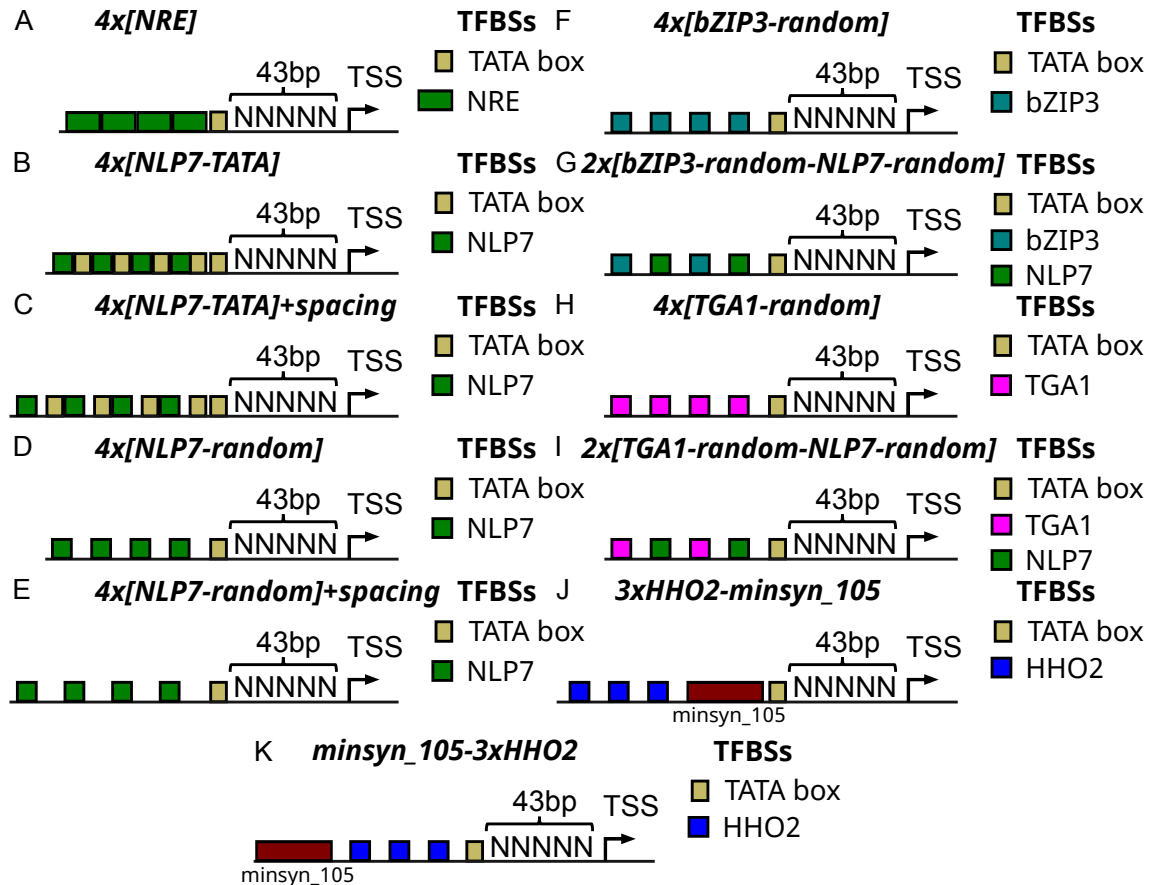 A 4x[NRE] TFBSs
TATA box
NRE
43bp TSS
NNNNN
B 4x[NLP7-TATA] TFBSs
TATA box
NLP7
43bp TSS
NNNNN
C 4x[NLP7-TATA]+spacing TFBSs
TATA box
NLP7
43bp TSS
NNNNN
D 4x[NLP7-random] TFBSs
TATA box
NLP7
43bp TSS
NNNNN
E 4x[NLP7-random]+spacing TFBSs
TATA box
NLP7
43bp TSS
NNNNN
F 4x[bZIP3-random] TFBSs
TATA box
bZIP3
43bp TSS
NNNNN
G 2x[bZIP3-random-NLP7-random] TFBSs
TATA box
bZIP3
NLP7
43bp TSS
NNNNN
H 4x[TGA1-random] TFBSs
TATA box
TGA1
43bp TSS
NNNNN
I 2x[TGA1-random-NLP7-random] TFBSs
TATA box
TGA1
NLP7
43bp TSS
NNNNN
J 3xHHO2-minsyn_105 TFBSs
TATA box
HHO2
43bp TSS
NNNNN
minsyn_105
K minsyn_105-3xHHO2 TFBSs
TATA box
HHO2
43bp TSS
NNNNN
minsyn_105